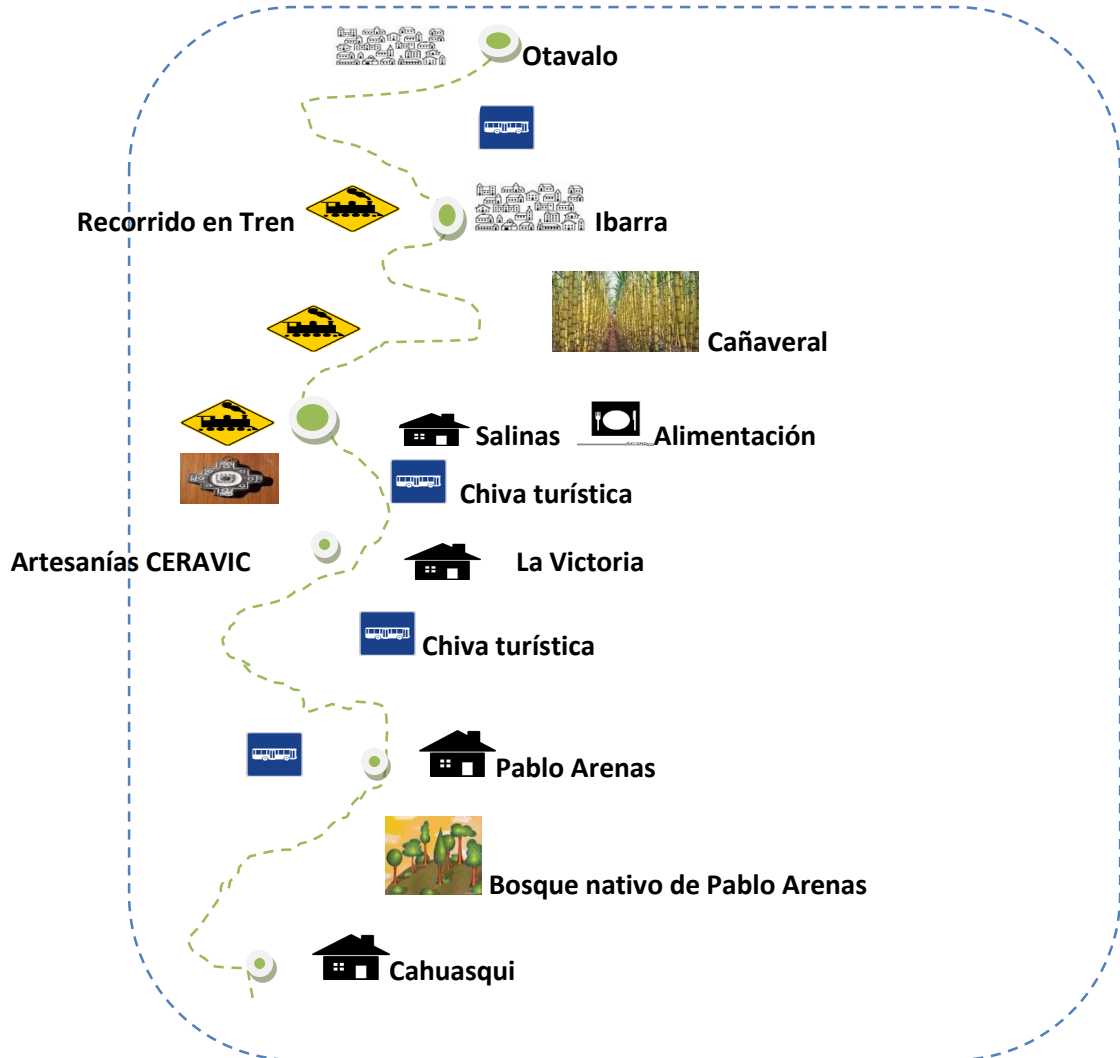 Otavalo
Recorrido en Tren
Ibarra
Cañaveral
Salinas
Alimentación
Chiva turística
Artesanías CERAVIC
La Victoria
Chiva turística
Pablo Arenas
Bosque nativo de Pablo Arenas
Cahuasqui